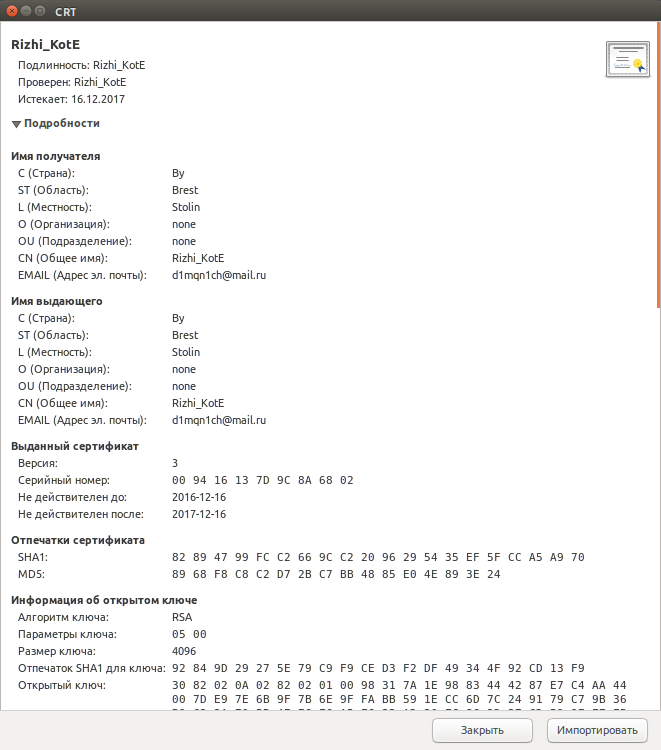 CRT
Rizhi_KotE
Подлинность: Rizhi_KotE
Проверен: Rizhi_KotE
Истекает: 16.12.2017
Подробности
Имя получателя
C (Страна): By
ST (Область): Brest
L (Местность): Stolin
O (Организация): none
OU (Подразделение): none
CN (Общее имя): Rizhi_KotE
EMAIL (Адрес эл. почты): d1mqn1ch@mail.ru
Имя выдающего
C (Страна): By
ST (Область): Brest
L (Местность): Stolin
O (Организация): none
OU (Подразделение): none
CN (Общее имя): Rizhi_KotE
EMAIL (Адрес эл. почты): d1mqn1ch@mail.ru
Выданный сертификат
Версия: 3
Серийный номер: 00 94 16 13 7D 9C 8A 68 02
Не действителен до: 2016-12-16
Не действителен после: 2017-12-16
Отпечатки сертификата
SHA1: 82 89 47 99 FC C2 66 9C C2 20 96 29 54 35 EF 5F CC A5 A9 70
MD5: 89 68 F8 C8 C2 D7 2B C7 BB 48 85 E0 4E 89 3E 24
Информация об открытом ключе
Алгоритм ключа: RSA
Параметры ключа: 05 00
Размер ключа: 4096
Отпечаток SHA1 для ключа: 92 84 9D 29 27 5E 79 C9 F9 CE D3 F2 DF 49 34 4F 92 CD 13 F9
Открытый ключ: 30 82 02 0A 02 82 02 01 00 98 31 7A 1E 98 83 44 42 87 E7 C4 AA 44
00 7D E9 7E 6B 9F 7B 6E 9F FA BB 59 1E CC 6D 7C 24 91 79 C7 9B 36
Закрыть
Импортировать